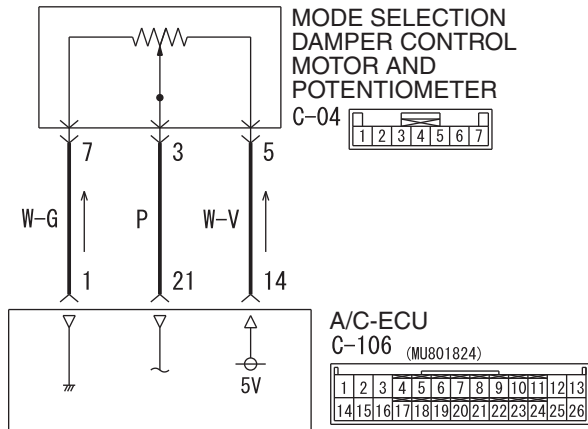 MODE SELECTION
DAMPER CONTROL
MOTOR AND
POTENTIOMETER
C-04
1 2 3 4 5 6 7
7 3 5
W-G P W-V
1 21 14
5V
A/C-ECU
C-106 (MU801824)
1 2 3 4 5 6 7 8 9 10 11 12 13
14 15 16 17 18 19 20 21 22 23 24 25 26